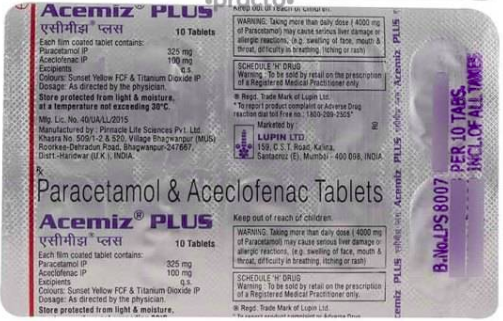 Acemiz® PLUS
एसीमीझ® प्लस 10 Tablets
Each film coated tablet contains:
Paracetamol IP 325 mg
Aceclofenac IP 100 mg
Excipients q.s.
Colours: Sunset Yellow FCF & Titanium Dioxide IP
Dosage: As directed by the physician.
Store protected from light & moisture,
at a temperature not exceeding 30°C.
Mfg. Lic. No. 40/UA/LL/2015
Manufactured by: Pinnacle Life Sciences Pvt. Ltd.
Khasra No. 509/1-2 & 520, Village Bhagwanpur (MUS)
Roorkee-Dehradun Road, Bhagwanpur-247667,
Distt.-Haridwar (U.K.), INDIA.
Keep out of reach of children.
WARNING: Taking more than daily dose (4000 mg
of Paracetamol) may cause serious liver damage or
allergic reactions, (e.g. swelling of face, mouth &
throat, difficulty in breathing, itching or rash)
SCHEDULE 'H' DRUG
Warning : To be sold by retail on the prescription
of a Registered Medical Practitioner only.
® Regd. Trade Mark of Lupin Ltd.
"To report product complaint or Adverse Drug
reaction due toll free no.: 1800-209-2505"
Marketed by :
LUPIN LTD.
159, C.S.T. Road, Kalina,
Santacruz (E), Mumbai - 400 098, INDIA
R0
Rx
Paracetamol & Aceclofenac Tablets
Acemiz® PLUS
एसीमीझ® प्लस 10 Tablets
Each film coated tablet contains:
Paracetamol IP 325 mg
Aceclofenac IP 100 mg
Excipients q.s.
Colours: Sunset Yellow FCF & Titanium Dioxide IP
Dosage: As directed by the physician.
Store protected from light & moisture,
Keep out of reach of children.
WARNING: Taking more than daily dose (4000 mg
of Paracetamol) may cause serious liver damage or
allergic reactions, (e.g. swelling of face, mouth &
throat, difficulty in breathing, itching or rash)
SCHEDULE 'H' DRUG
Warning : To be sold by retail on the prescription
of a Registered Medical Practitioner only.
® Regd. Trade Mark of Lupin Ltd.
"To report product complaint or Adverse Drug
Acemiz PLUS
B.No.LPS8007
PER 10 TABS.
INCL.OF ALL TAXES